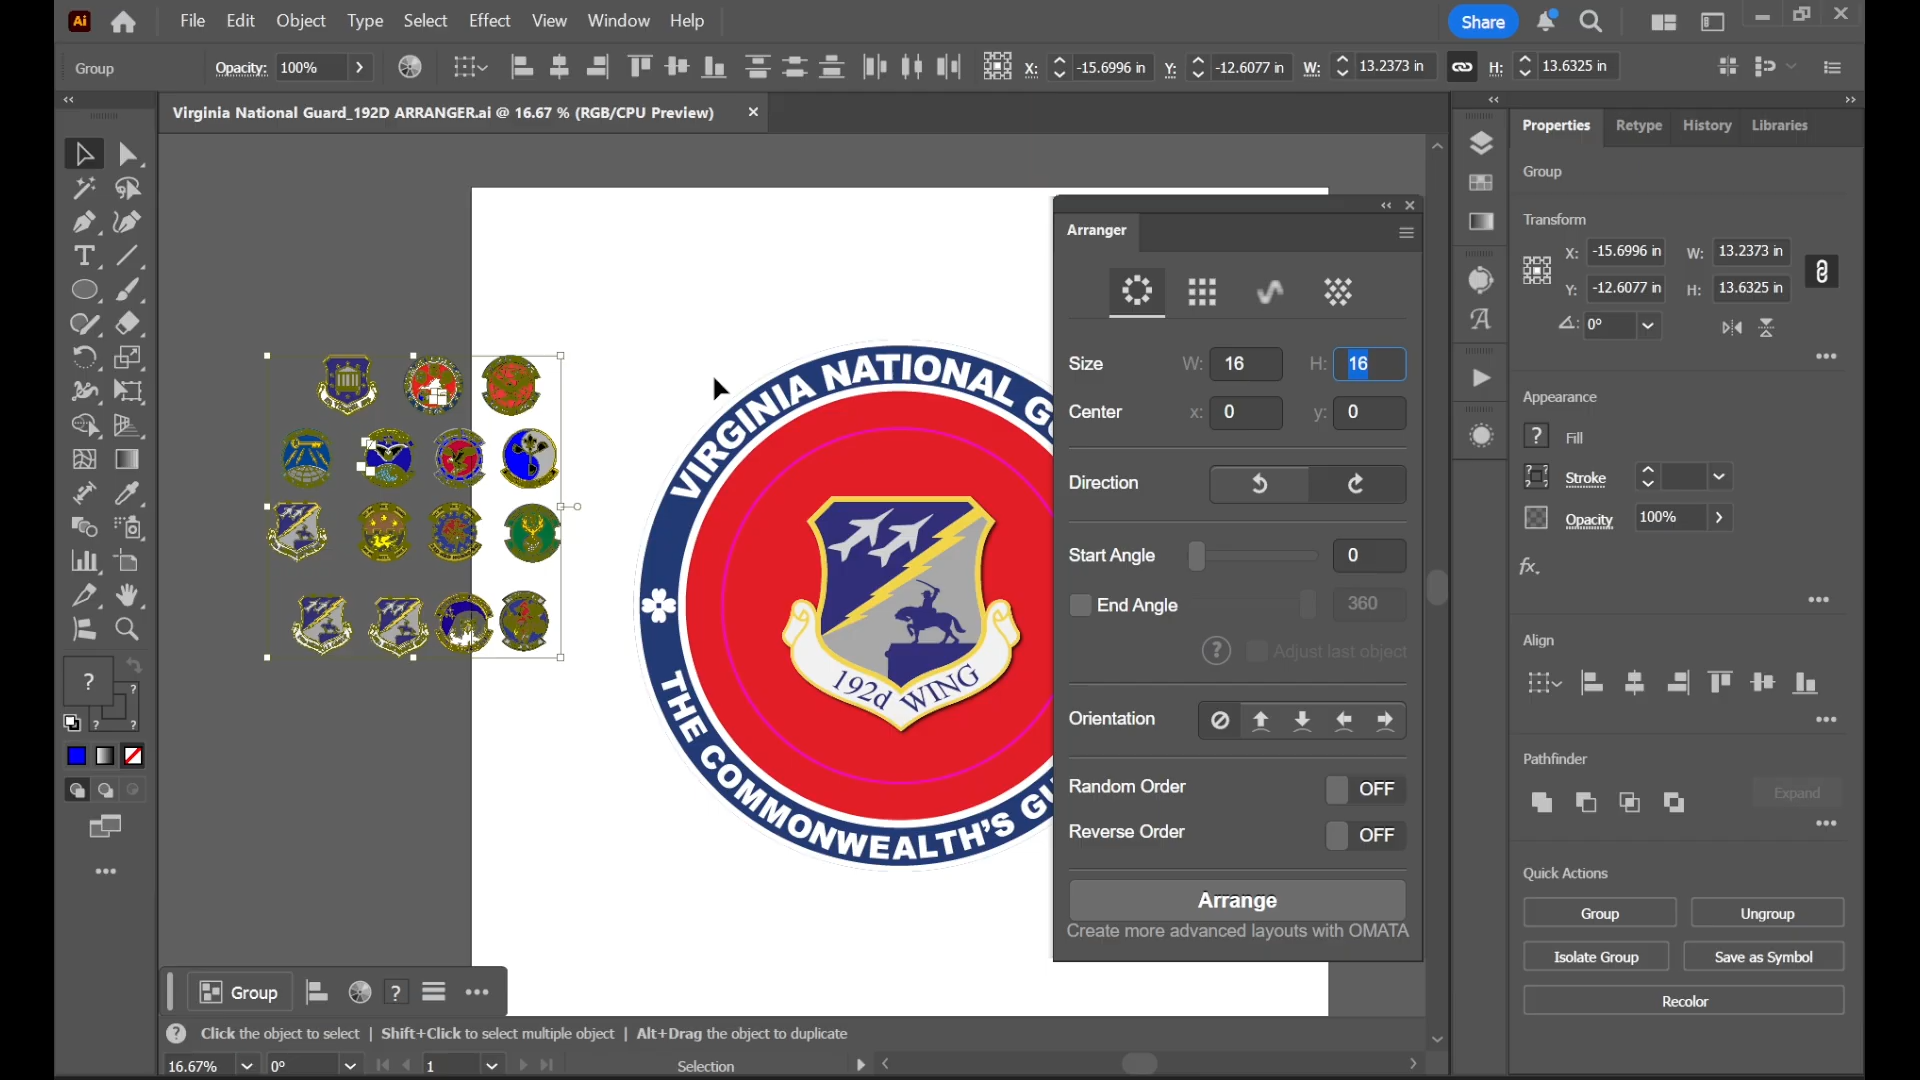 Ai
File Edit Object Type Select Effect View Window Help
Share
Group
Opacity: 100%
X: -15.6996 in Y: -12.6077 in W: 13.2373 in H: 13.6325 in
Virginia National Guard_192D ARRANGER.ai @ 16.67 % (RGB/CPU Preview)
VIRGINIA NATIONAL G
192d WING
THE COMMONWEALTH'S GU
Arranger
Size W: 16 H: 16
Center x: 0 y: 0
Direction
Start Angle 0
End Angle 360
? Adjust last object
Orientation
Random Order OFF
Reverse Order OFF
Arrange
Create more advanced layouts with OMATA
Properties Retype History Libraries
Group
Transform
X: -15.6996 in W: 13.2373 in
Y: -12.6077 in H: 13.6325 in
0°
Appearance
? Fill
Stroke
Opacity 100%
fx.
Align
Pathfinder
Expand
Quick Actions
Group Ungroup
Isolate Group Save as Symbol
Recolor
Group ?
? Click the object to select | Shift+Click to select multiple object | Alt+Drag the object to duplicate
16.67% 0° 1 Selection